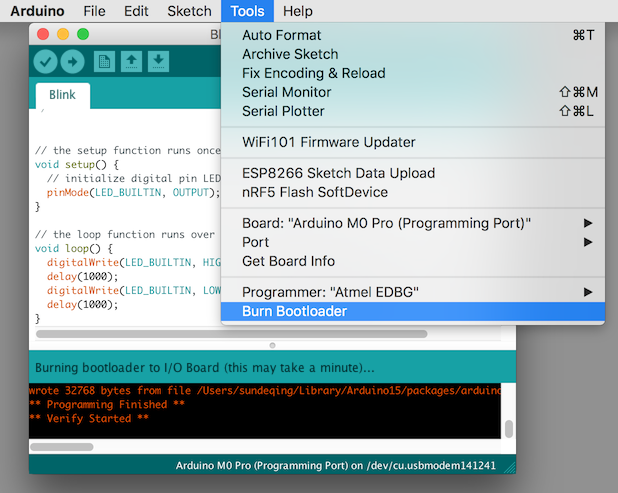 Arduino File Edit Sketch Tools Help
Bl
Auto Format ⌘T
Archive Sketch
Fix Encoding & Reload
Serial Monitor ⇧⌘M
Serial Plotter ⇧⌘L
WiFi101 Firmware Updater
ESP8266 Sketch Data Upload
nRF5 Flash SoftDevice
Board: "Arduino M0 Pro (Programming Port)"
Port
Get Board Info
Programmer: "Atmel EDBG"
Burn Bootloader
Blink
// the setup function runs once
void setup() {
// initialize digital pin LED
pinMode(LED_BUILTIN, OUTPUT);
}
// the loop function runs over
void loop() {
digitalWrite(LED_BUILTIN, HIG
delay(1000);
digitalWrite(LED_BUILTIN, LOW
delay(1000);
}
Burning bootloader to I/O Board (this may take a minute)...
wrote 32768 bytes from file /Users/sundeqing/Library/Arduino15/packages/arduino
** Programming Finished **
** Verify Started **
Arduino M0 Pro (Programming Port) on /dev/cu.usbmodem141241